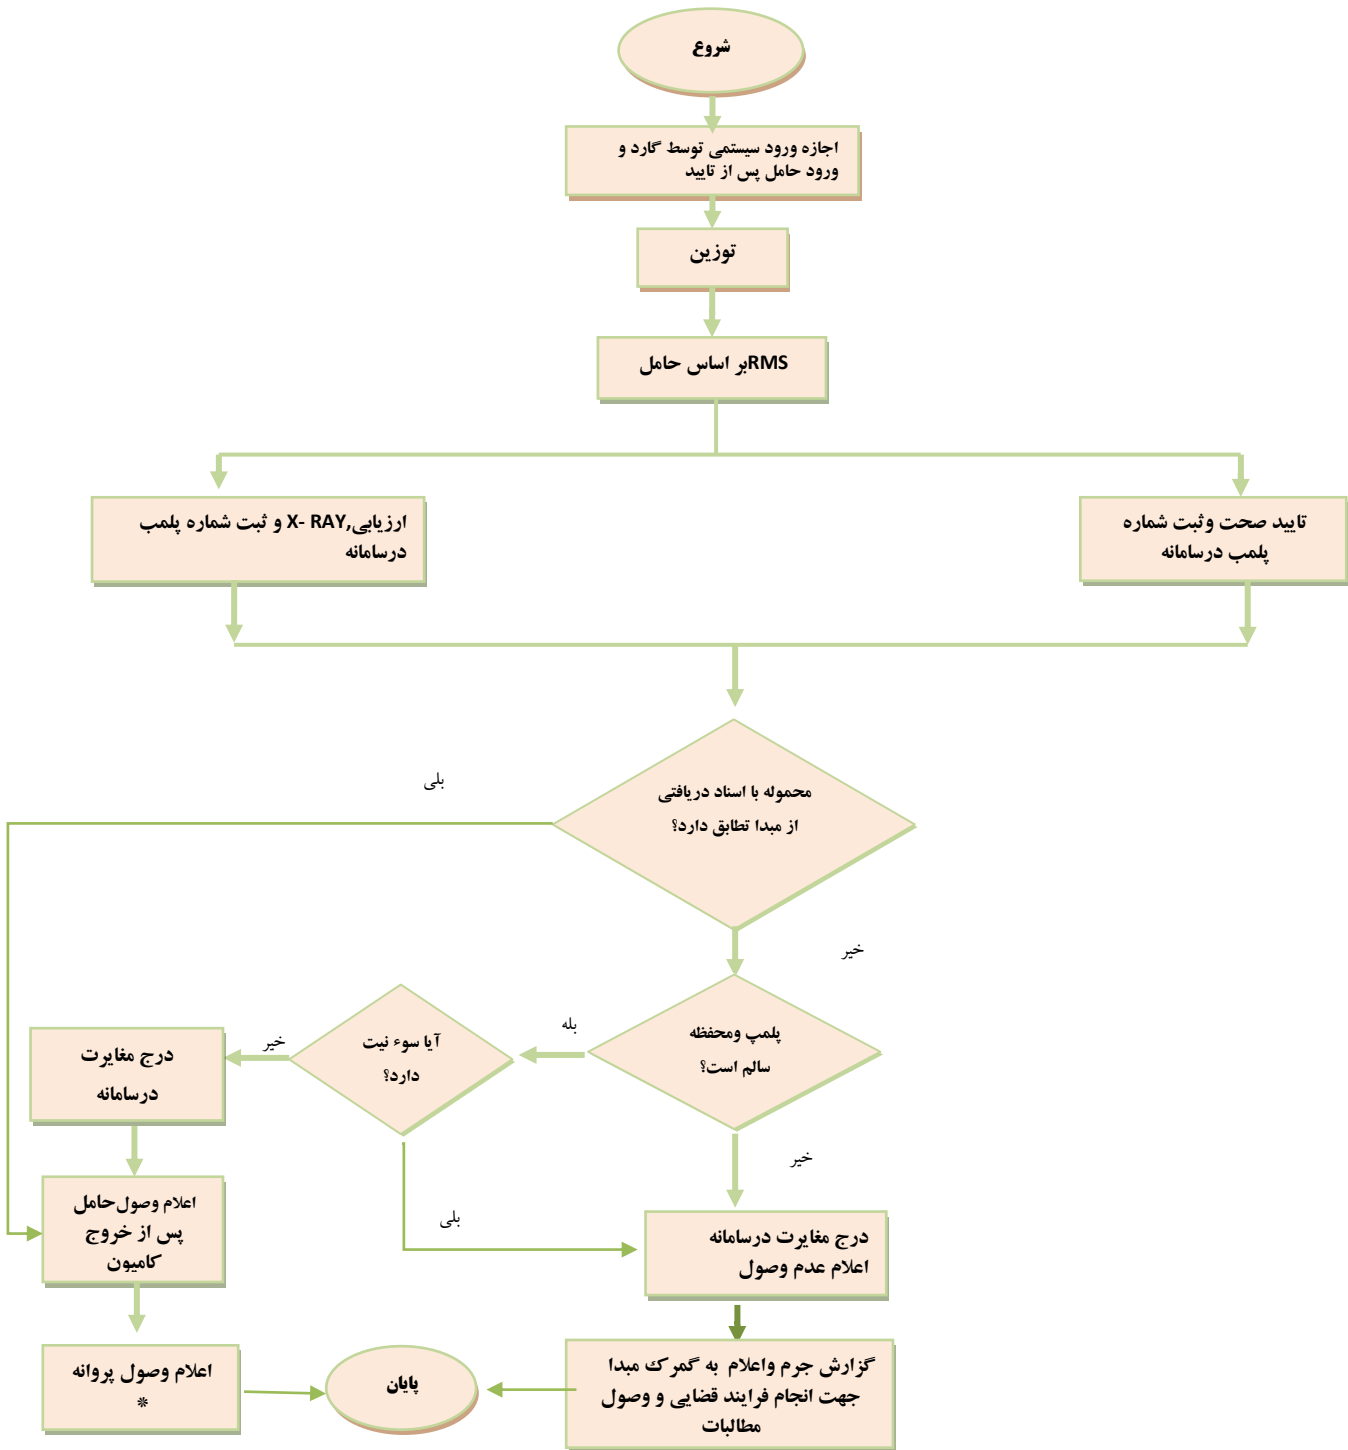 شروع
اجازه ورود سیستمی توسط گارد و
ورود حامل پس از تایید
توزین
RMSبر اساس حامل
تایید صحت وثبت شماره
پلمب درسامانه
ارزیابی,X- RAY و ثبت شماره پلمب
درسامانه
محموله با اسناد دریافتی
از مبدا تطابق دارد؟
بلی
خیر
پلمپ ومحفظه
سالم است؟
بله
آیا سوء نیت
دارد؟
خیر
درج مغایرت
درسامانه
خیر
بلی
اعلام وصول‌حامل
پس از خروج
کامیون
درج مغایرت درسامانه
اعلام عدم وصول
گزارش جرم واعلام به گمرک مبدا
جهت انجام فرایند قضایی و وصول
مطالبات
اعلام وصول پروانه
*
پایان